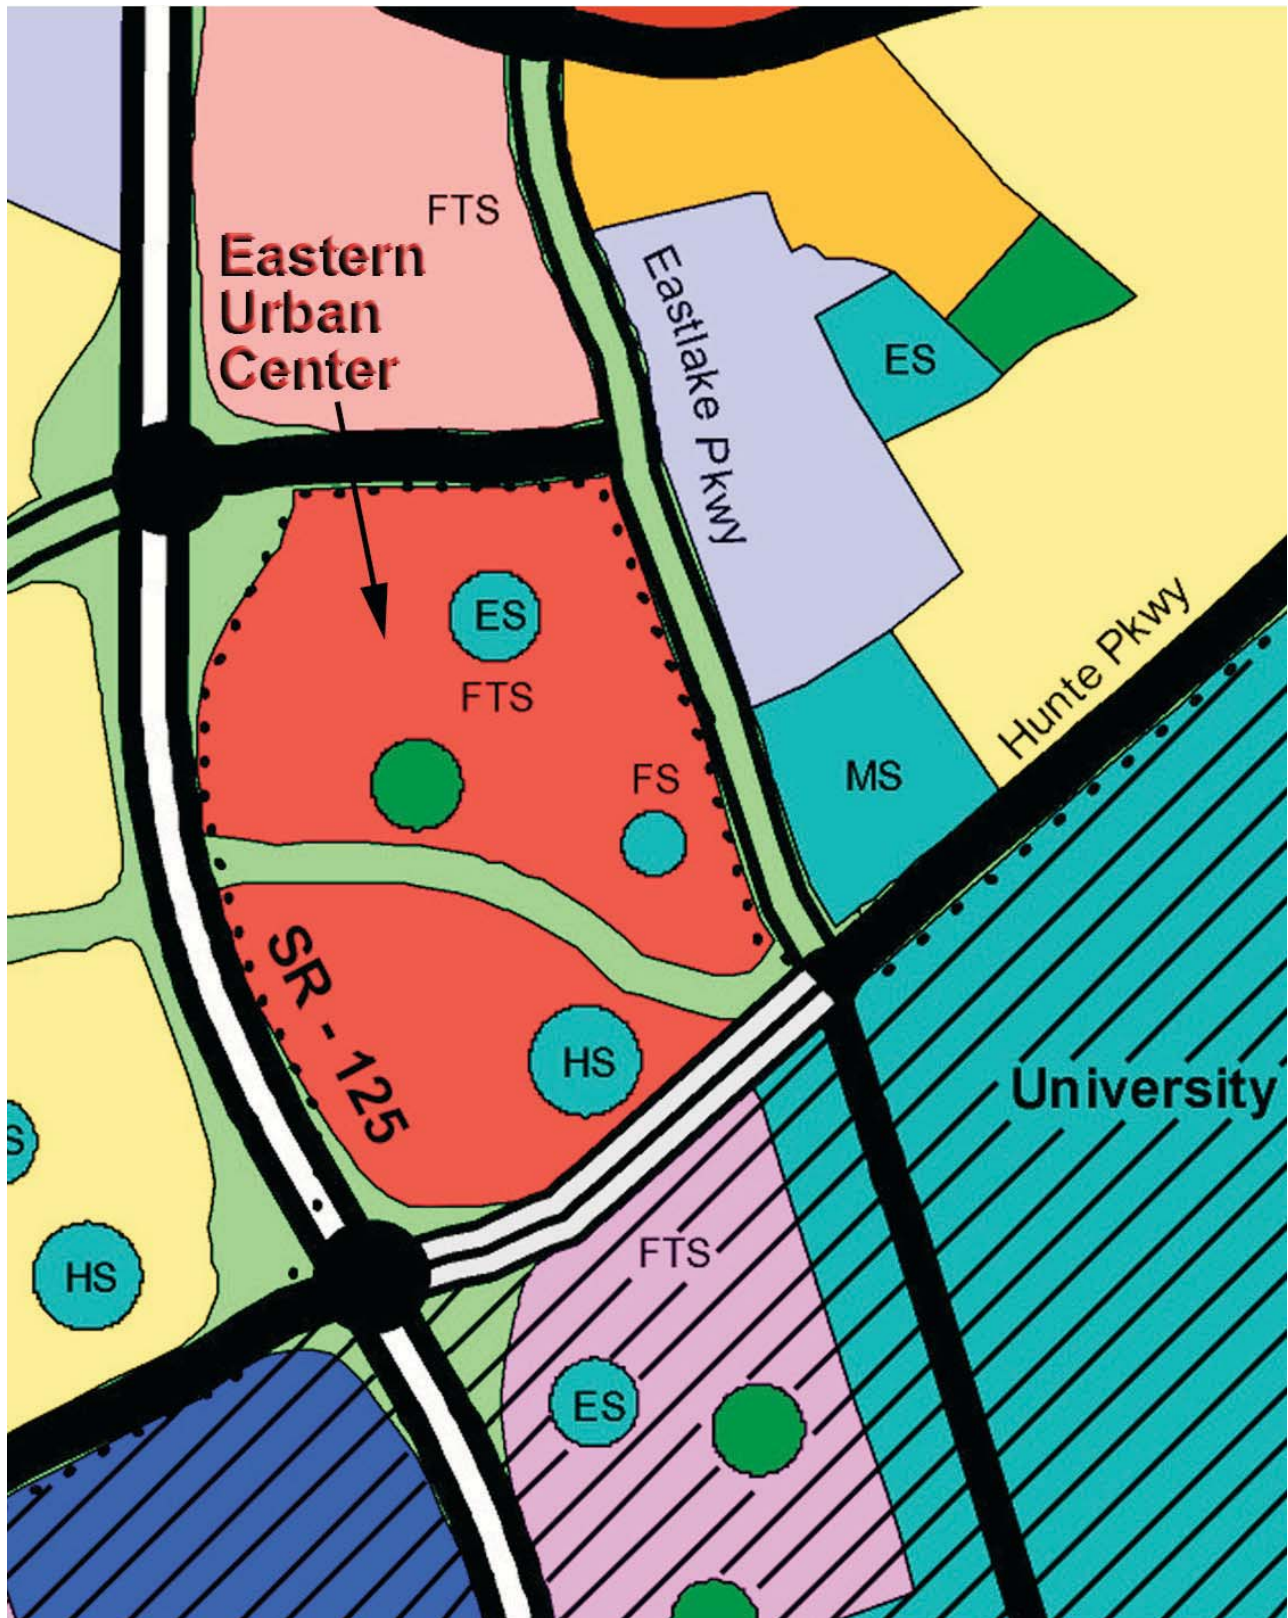 FTS
Eastern
Urban
Center
Eastlake Pkwy
ES
ES
FTS
Hunte Pkwy
FS
MS
SR - 125
HS
University
S
FTS
HS
ES